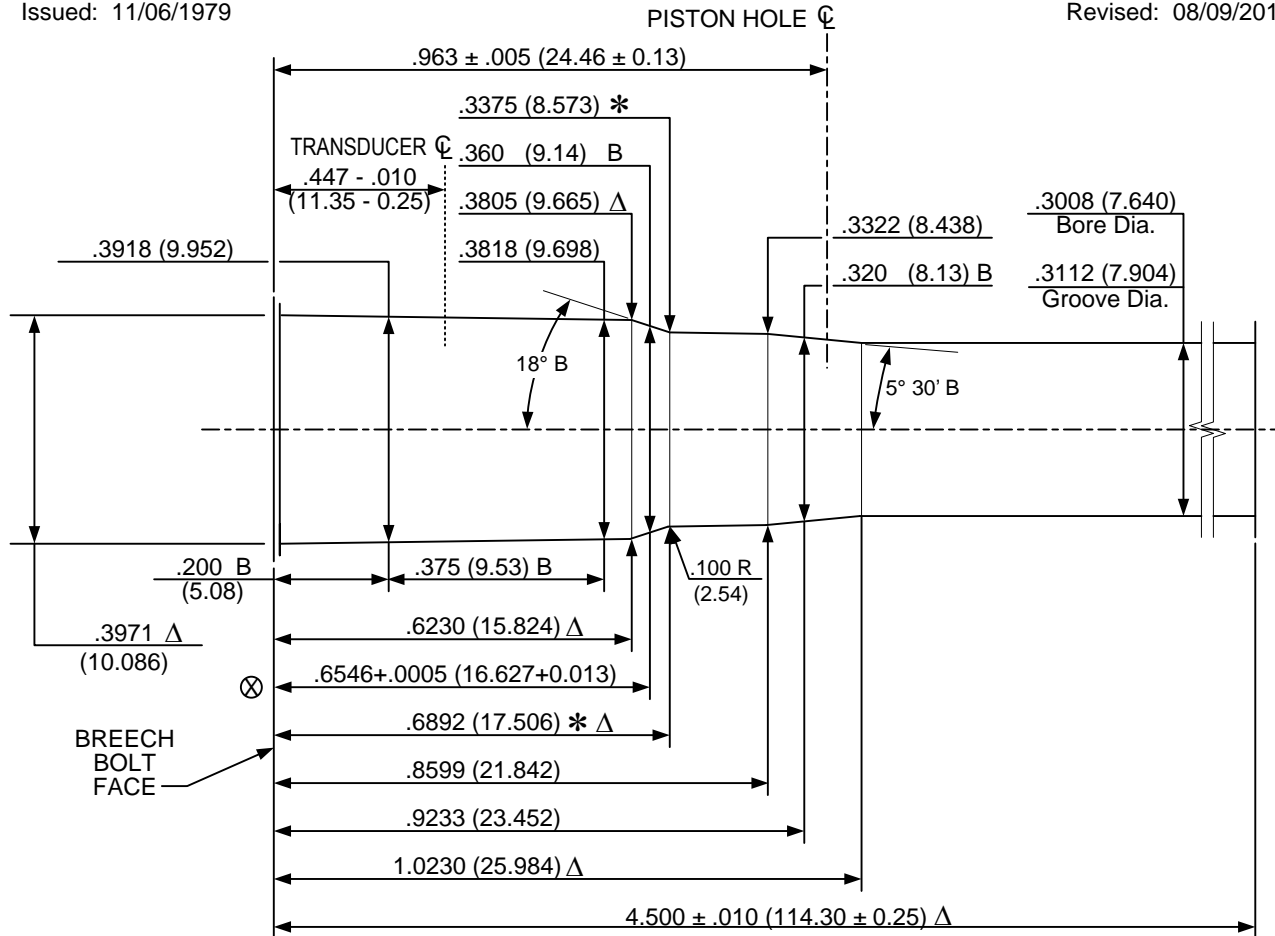 Issued: 11/06/1979
Revised: 08/09/201
PISTON HOLE ℄
.963 ± .005 (24.46 ± 0.13)
.3375 (8.573) ✻
TRANSDUCER ℄
.360 (9.14) B
.447 - .010
(11.35 - 0.25)
.3805 (9.665) Δ
.3918 (9.952)
.3818 (9.698)
.3322 (8.438)
.3008 (7.640)
Bore Dia.
.320 (8.13) B
.3112 (7.904)
Groove Dia.
18° B
5° 30' B
.200 B
(5.08)
.375 (9.53) B
.100 R
(2.54)
.3971 Δ
(10.086)
.6230 (15.824) Δ
⊗ .6546+.0005 (16.627+0.013)
.6892 (17.506) ✻ Δ
BREECH
BOLT
FACE
.8599 (21.842)
.9233 (23.452)
1.0230 (25.984) Δ
4.500 ± .010 (114.30 ± 0.25) Δ